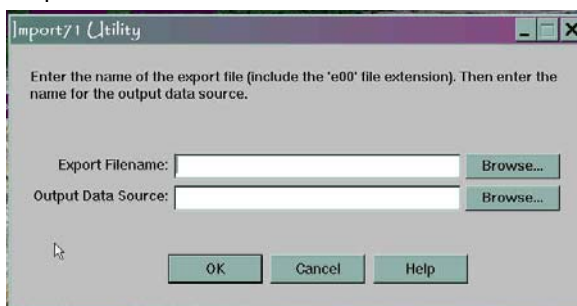 Import71 Utility
Enter the name of the export file (include the 'e00' file extension). Then enter the
name for the output data source.
Export Filename:
Browse...
Output Data Source:
Browse...
OK Cancel Help